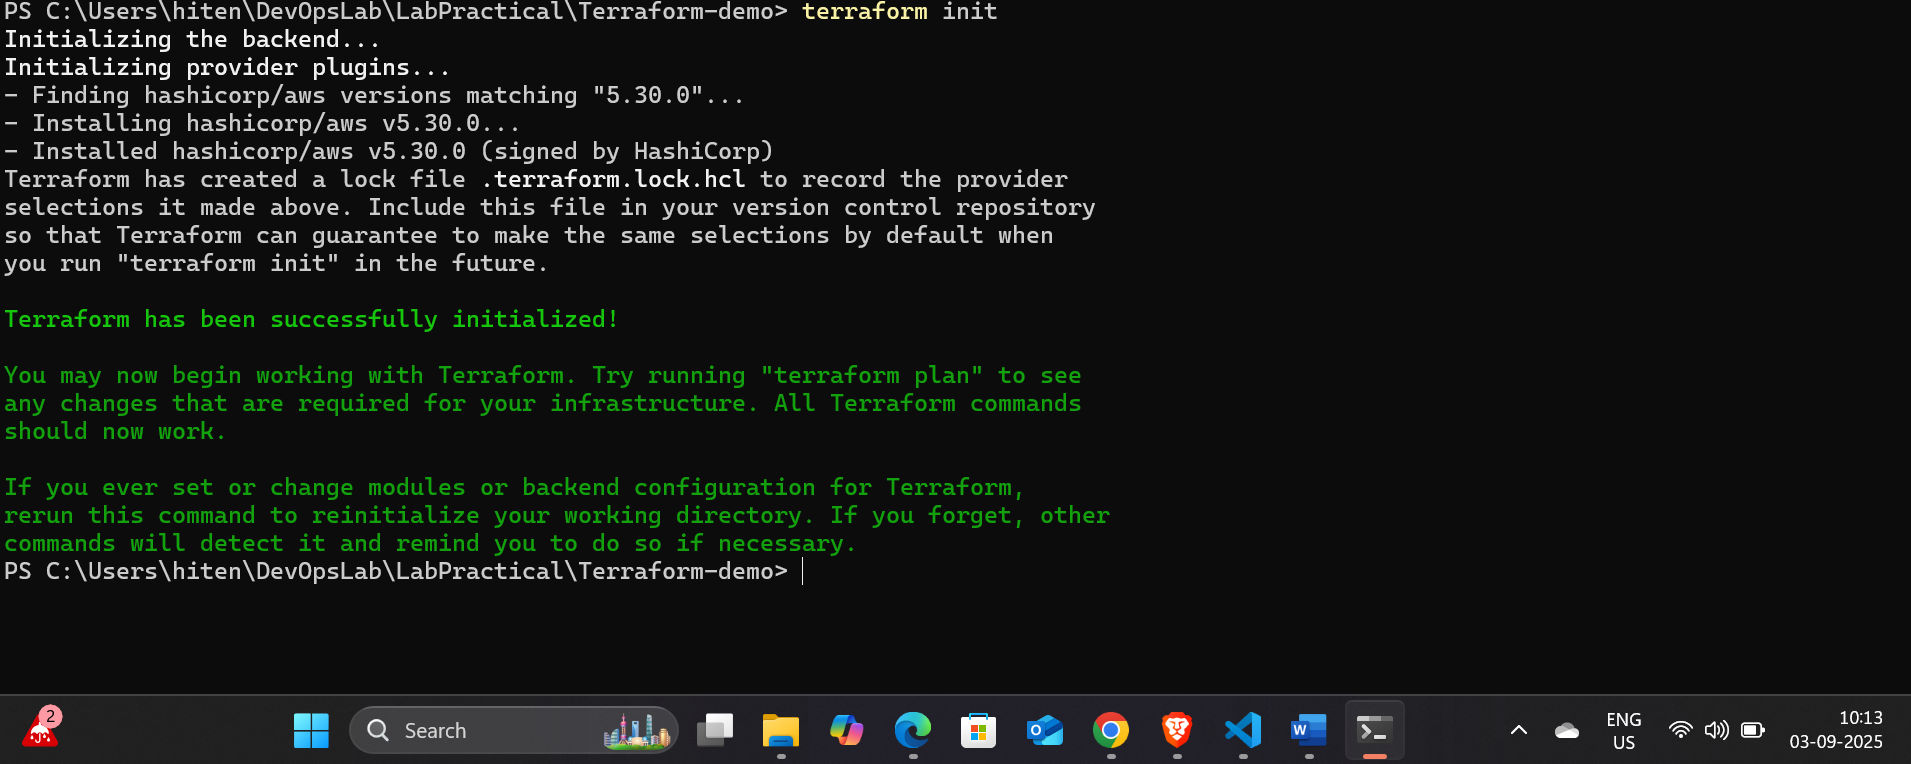 PS C:\Users\hiten\DevOpsLab\LabPractical\Terraform-demo> terraform init
Initializing the backend...
Initializing provider plugins...
- Finding hashicorp/aws versions matching "5.30.0"...
- Installing hashicorp/aws v5.30.0...
- Installed hashicorp/aws v5.30.0 (signed by HashiCorp)
Terraform has created a lock file .terraform.lock.hcl to record the provider
selections it made above. Include this file in your version control repository
so that Terraform can guarantee to make the same selections by default when
you run "terraform init" in the future.
Terraform has been successfully initialized!
You may now begin working with Terraform. Try running "terraform plan" to see
any changes that are required for your infrastructure. All Terraform commands
should now work.
If you ever set or change modules or backend configuration for Terraform,
rerun this command to reinitialize your working directory. If you forget, other
commands will detect it and remind you to do so if necessary.
PS C:\Users\hiten\DevOpsLab\LabPractical\Terraform-demo>
2
Search
O
W
ENG
US
10:13
03-09-2025